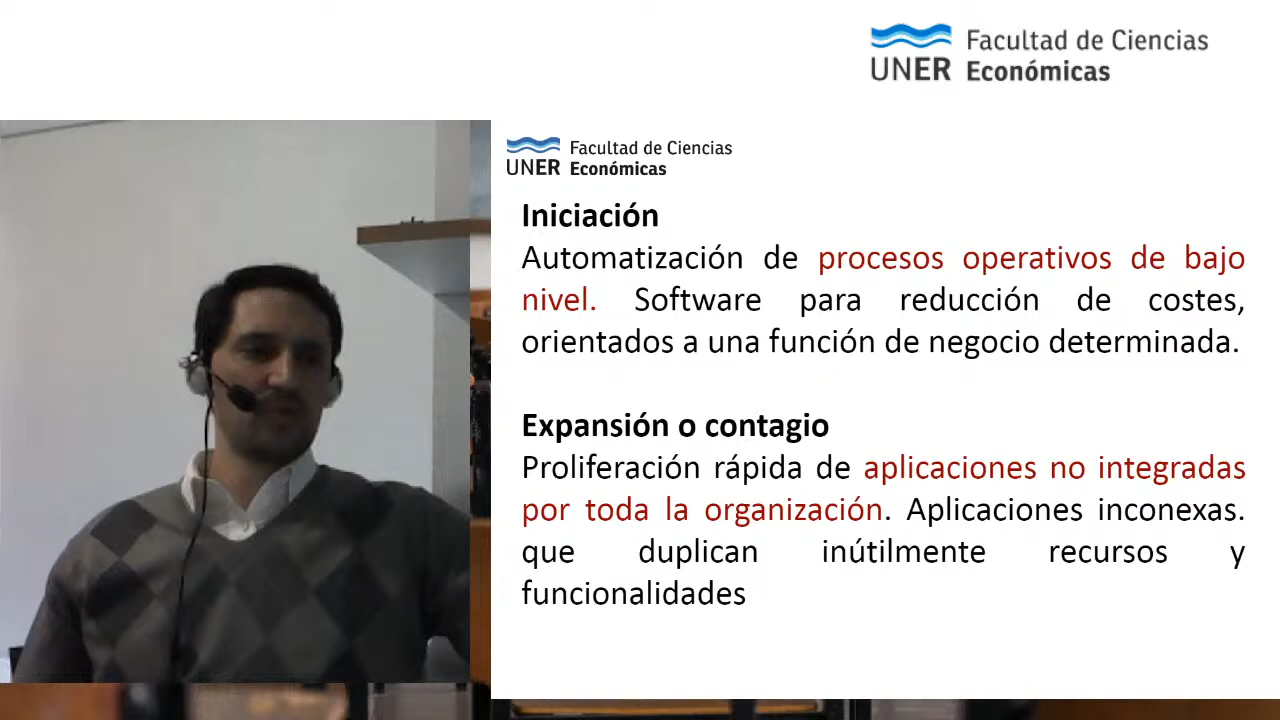 Facultad de Ciencias
UNER Económicas
Facultad de Ciencias
UNER Económicas
Iniciación
Automatización de procesos operativos de bajo
nivel. Software para reducción de costes,
orientados a una función de negocio determinada.
Expansión o contagio
Proliferación rápida de aplicaciones no integradas
por toda la organización. Aplicaciones inconexas.
que duplican inútilmente recursos y
funcionalidades